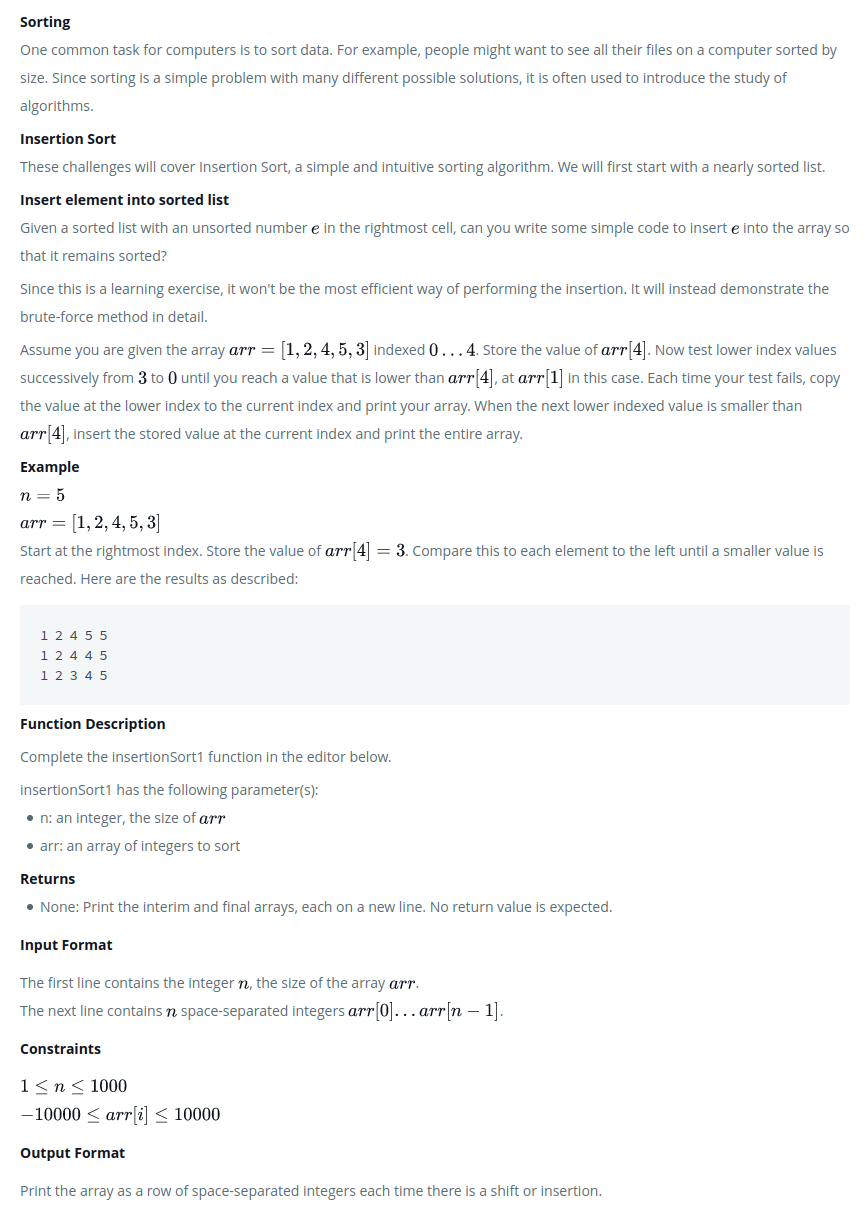 Sorting
One common task for computers is to sort data. For example, people might want to see all their files on a computer sorted by
size. Since sorting is a simple problem with many different possible solutions, it is often used to introduce the study of
algorithms.
Insertion Sort
These challenges will cover Insertion Sort, a simple and intuitive sorting algorithm. We will first start with a nearly sorted list.
Insert element into sorted list
Given a sorted list with an unsorted number e in the rightmost cell, can you write some simple code to insert e into the array so
that it remains sorted?
Since this is a learning exercise, it won't be the most efficient way of performing the insertion. It will instead demonstrate the
brute-force method in detail.
Assume you are given the array arr = [1, 2, 4, 5, 3] indexed 0 . . . 4. Store the value of arr[4]. Now test lower index values
successively from 3 to 0 until you reach a value that is lower than arr[4], at arr[1] in this case. Each time your test fails, copy
the value at the lower index to the current index and print your array. When the next lower indexed value is smaller than
arr[4], insert the stored value at the current index and print the entire array.
Example
n = 5
arr = [1, 2, 4, 5, 3]
Start at the rightmost index. Store the value of arr[4] = 3. Compare this to each element to the left until a smaller value is
reached. Here are the results as described:
1 2 4 5 5
1 2 4 4 5
1 2 3 4 5
Function Description
Complete the insertionSort1 function in the editor below.
insertionSort1 has the following parameter(s):
• n: an integer, the size of arr
• arr: an array of integers to sort
Returns
• None: Print the interim and final arrays, each on a new line. No return value is expected.
Input Format
The first line contains the integer n, the size of the array arr.
The next line contains n space-separated integers arr[0]. . . arr[n − 1].
Constraints
1 ≤ n ≤ 1000
−10000 ≤ arr[i] ≤ 10000
Output Format
Print the array as a row of space-separated integers each time there is a shift or insertion.